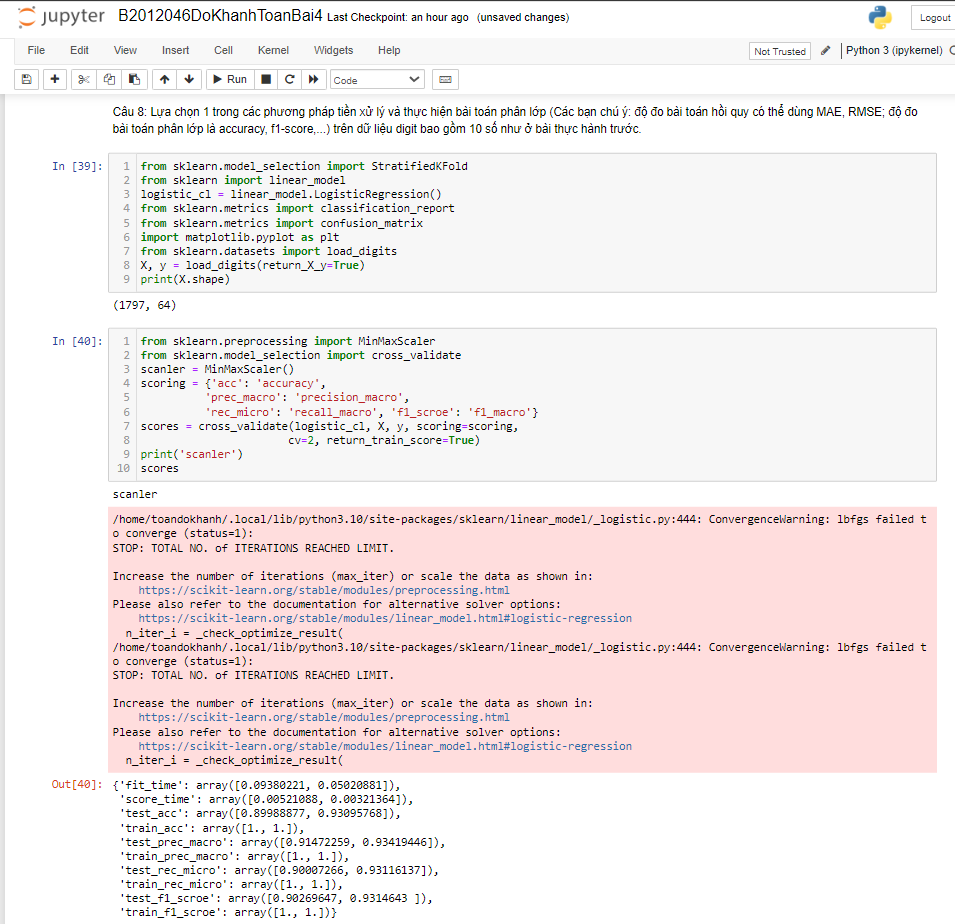 jupyter B2012046DoKhanhToanBai4 Last Checkpoint: an hour ago (unsaved changes)
Logout
File Edit View Insert Cell Kernel Widgets Help
Not Trusted Python 3 (ipykernel)
Run Code
Câu 8: Lựa chọn 1 trong các phương pháp tiền xử lý và thực hiện bài toán phân lớp (Các bạn chú ý: độ đo bài toán hồi quy có thể dùng MAE, RMSE; độ đo
bài toán phân lớp là accuracy, f1-score,...) trên dữ liệu digit bao gồm 10 số như ở bài thực hành trước.
In [39]:
1 from sklearn.model_selection import StratifiedKFold
2 from sklearn import linear_model
3 logistic_cl = linear_model.LogisticRegression()
4 from sklearn.metrics import classification_report
5 from sklearn.metrics import confusion_matrix
6 import matplotlib.pyplot as plt
7 from sklearn.datasets import load_digits
8 X, y = load_digits(return_X_y=True)
9 print(X.shape)
(1797, 64)
In [40]:
1 from sklearn.preprocessing import MinMaxScaler
2 from sklearn.model_selection import cross_validate
3 scanler = MinMaxScaler()
4 scoring = {'acc': 'accuracy',
5 'prec_macro': 'precision_macro',
6 'rec_micro': 'recall_macro', 'f1_scroe': 'f1_macro'}
7 scores = cross_validate(logistic_cl, X, y, scoring=scoring,
8 cv=2, return_train_score=True)
9 print('scanler')
10 scores
scanler
/home/toandokhanh/.local/lib/python3.10/site-packages/sklearn/linear_model/_logistic.py:444: ConvergenceWarning: lbfgs failed t
o converge (status=1):
STOP: TOTAL NO. of ITERATIONS REACHED LIMIT.
Increase the number of iterations (max_iter) or scale the data as shown in:
https://scikit-learn.org/stable/modules/preprocessing.html
Please also refer to the documentation for alternative solver options:
https://scikit-learn.org/stable/modules/linear_model.html#logistic-regression
n_iter_i = _check_optimize_result(
/home/toandokhanh/.local/lib/python3.10/site-packages/sklearn/linear_model/_logistic.py:444: ConvergenceWarning: lbfgs failed t
o converge (status=1):
STOP: TOTAL NO. of ITERATIONS REACHED LIMIT.
Increase the number of iterations (max_iter) or scale the data as shown in:
https://scikit-learn.org/stable/modules/preprocessing.html
Please also refer to the documentation for alternative solver options:
https://scikit-learn.org/stable/modules/linear_model.html#logistic-regression
n_iter_i = _check_optimize_result(
Out[40]: {'fit_time': array([0.09380221, 0.05020881]),
'score_time': array([0.00521088, 0.00321364]),
'test_acc': array([0.89988877, 0.93095768]),
'train_acc': array([1., 1.]),
'test_prec_macro': array([0.91472259, 0.93419446]),
'train_prec_macro': array([1., 1.]),
'test_rec_micro': array([0.90007266, 0.93116137]),
'train_rec_micro': array([1., 1.]),
'test_f1_scroe': array([0.90269647, 0.9314643 ]),
'train_f1_scroe': array([1., 1.])}